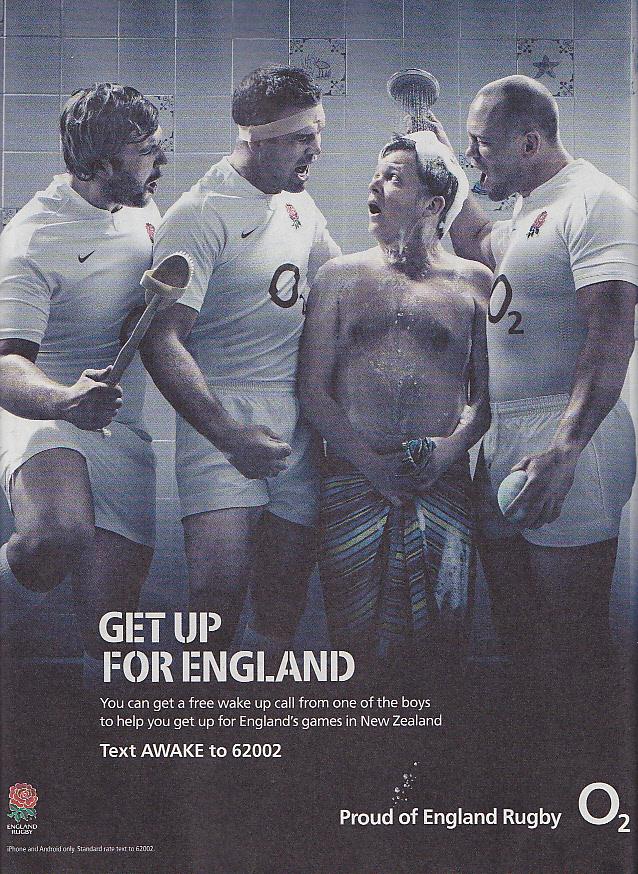 O2
O2
GET UP
FOR ENGLAND
You can get a free wake up call from one of the boys
to help you get up for England's games in New Zealand
Text AWAKE to 62002
Proud of England Rugby
O2
ENGLAND
RUGBY
iPhone and Android only. Standard rate text to 62002.